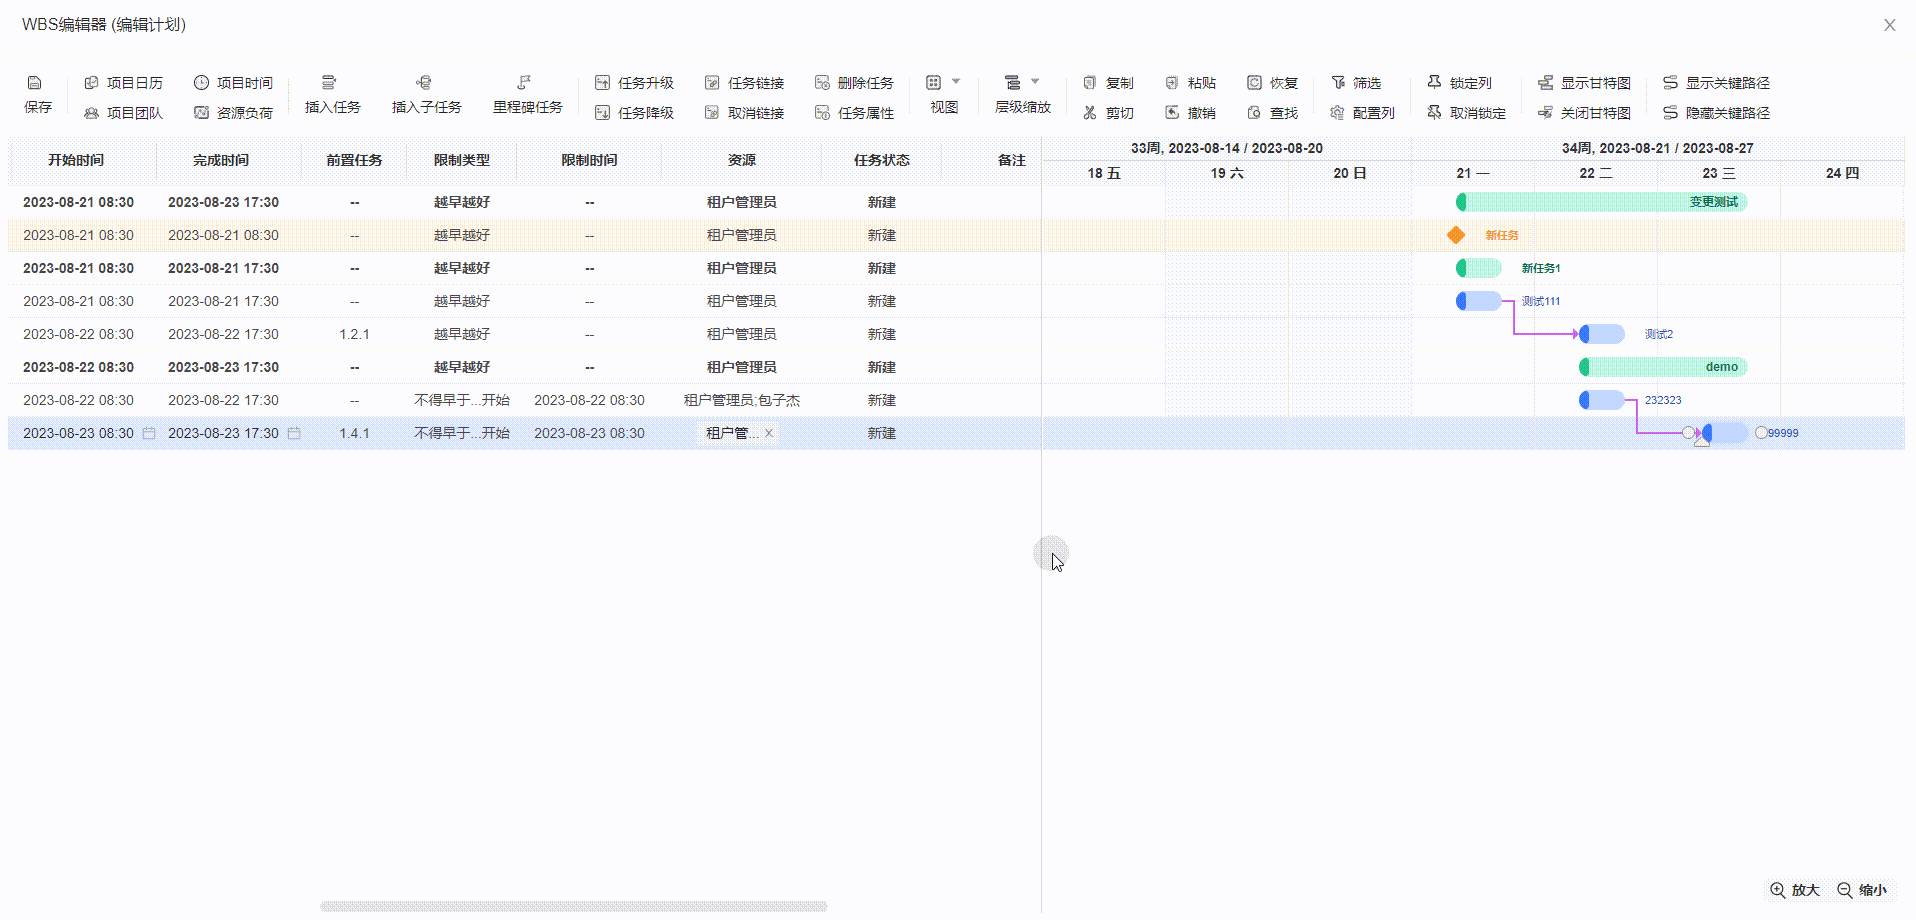 WBS编辑器 (编辑计划)
保存 项目日历 项目时间 插入任务 插入子任务 里程碑任务 任务升级 任务链接 删除任务 视图 层级缩放 复制 粘贴 恢复 筛选 锁定列 显示甘特图 显示关键路径
项目团队 资源负荷 任务降级 取消链接 任务属性 剪切 撤销 查找 配置列 取消锁定 关闭甘特图 隐藏关键路径
开始时间 完成时间 前置任务 限制类型 限制时间 资源 任务状态 备注
33周, 2023-08-14 / 2023-08-20 34周, 2023-08-21 / 2023-08-27
18 五 19 六 20 日 21 一 22 二 23 三 24 四
2023-08-21 08:30 2023-08-23 17:30 -- 越早越好 -- 租户管理员 新建 变更测试
2023-08-21 08:30 2023-08-21 08:30 -- 越早越好 -- 租户管理员 新建 新任务
2023-08-21 08:30 2023-08-21 17:30 -- 越早越好 -- 租户管理员 新建 新任务1
2023-08-21 08:30 2023-08-21 17:30 -- 越早越好 -- 租户管理员 新建 测试111
2023-08-22 08:30 2023-08-22 17:30 1.2.1 越早越好 -- 租户管理员 新建 测试2
2023-08-22 08:30 2023-08-23 17:30 -- 越早越好 -- 租户管理员 新建 demo
2023-08-22 08:30 2023-08-22 17:30 -- 不得早于...开始 2023-08-22 08:30 租户管理员;包子杰 新建 232323
2023-08-23 08:30 2023-08-23 17:30 1.4.1 不得早于...开始 2023-08-23 08:30 租户管... 新建 99999
放大 缩小